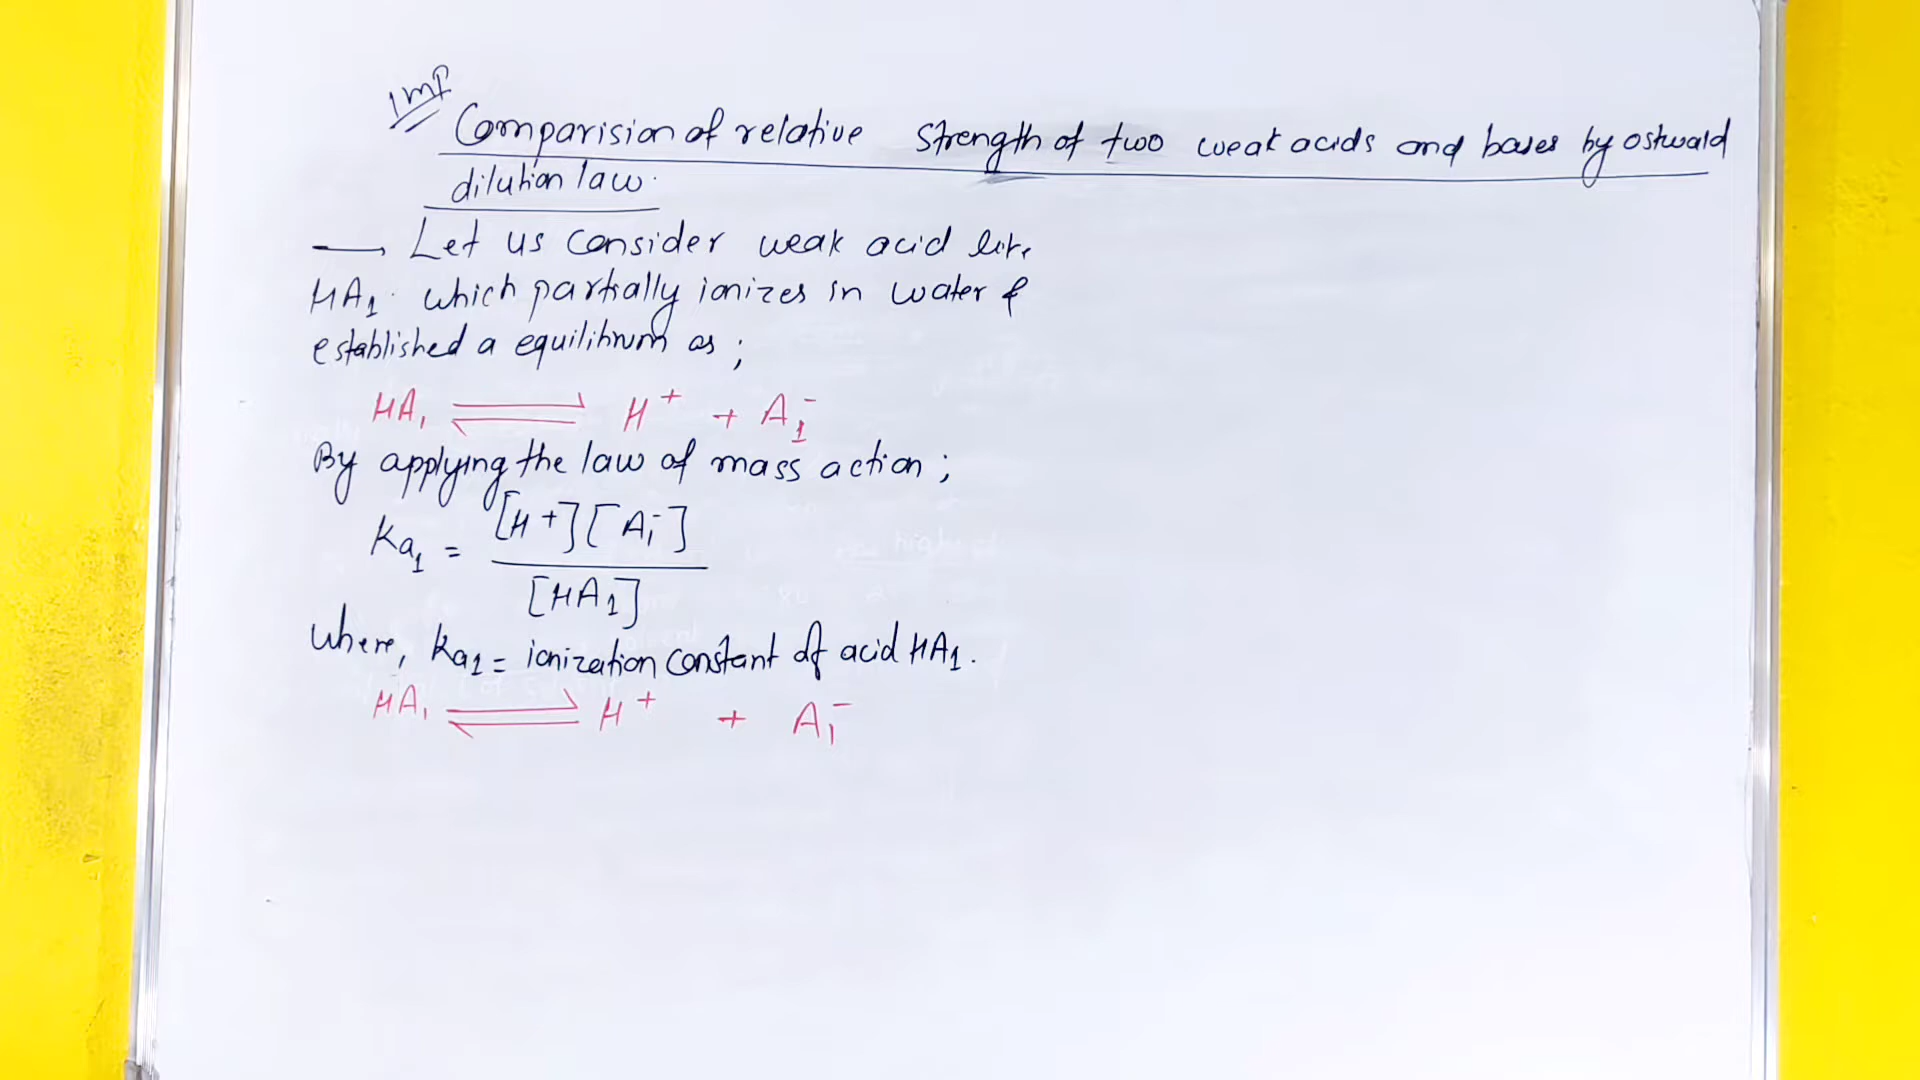 Imp
Comparision of relative strength of two weak acids and bases by ostwald
dilution law.
Let us consider weak acid like
HA₁. which partially ionizes in water &
established a equilibrium as ;
HA₁ ⇌ H⁺ + A₁⁻
By applying the law of mass action ;
Ka₁ = [H⁺][A₁⁻]
[HA₁]
where, Ka₁ = ionization constant of acid HA₁.
HA₁ ⇌ H⁺ + A₁⁻